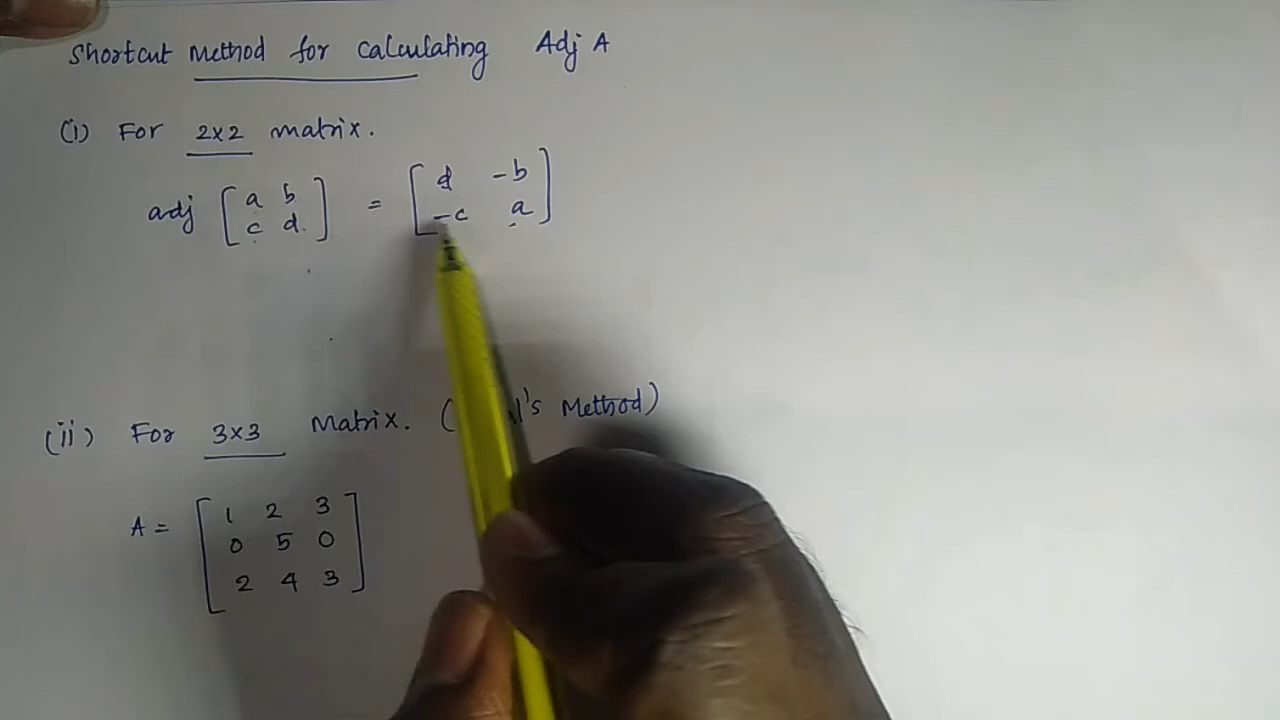 Shortcut Method for Calculating Adj A
(i) For 2x2 matrix.
adj [a b = [d -b
c d] -c a]
(ii) For 3x3 Matrix. ( 's Method)
A = [1 2 3
0 5 0
2 4 3]